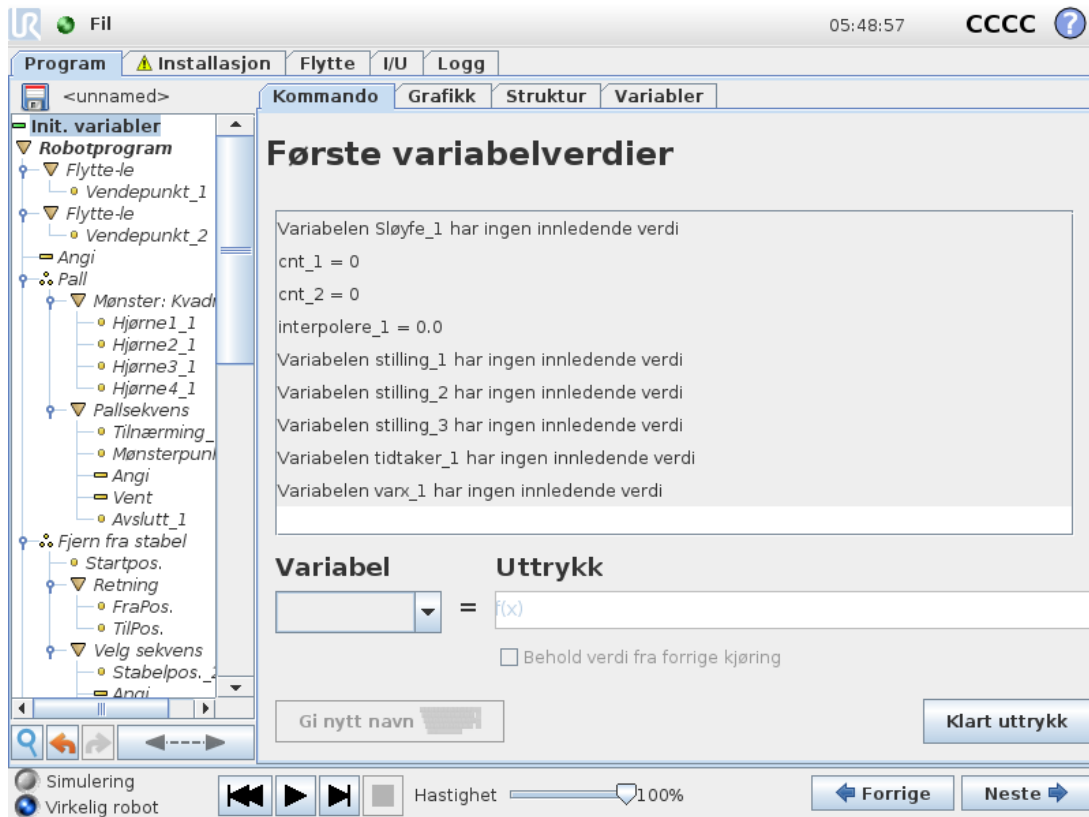 UR
Fil
05:48:57
CCCC
?
Program
Installasjon
Flytte
I/U
Logg
<unnamed>
Kommando
Grafikk
Struktur
Variabler
Init. variabler
Robotprogram
Flytte-le
Vendepunkt_1
Flytte-le
Vendepunkt_2
Angi
Pall
Mønster: Kvadr
Hjørne1_1
Hjørne2_1
Hjørne3_1
Hjørne4_1
Pallsekvens
Tilnærming_
Mønsterpunk
Angi
Vent
Avslutt_1
Fjern fra stabel
Startpos.
Retning
FraPos.
TilPos.
Velg sekvens
Stabelpos._2
Angi
Første variabelverdier
Variabelen Sløyfe_1 har ingen innledende verdi
cnt_1 = 0
cnt_2 = 0
interpolere_1 = 0.0
Variabelen stilling_1 har ingen innledende verdi
Variabelen stilling_2 har ingen innledende verdi
Variabelen stilling_3 har ingen innledende verdi
Variabelen tidtaker_1 har ingen innledende verdi
Variabelen varx_1 har ingen innledende verdi
Variabel
Uttrykk
=
f(x)
Behold verdi fra forrige kjøring
Gi nytt navn
Klart uttrykk
Simulering
Virkelig robot
Hastighet
100%
Forrige
Neste